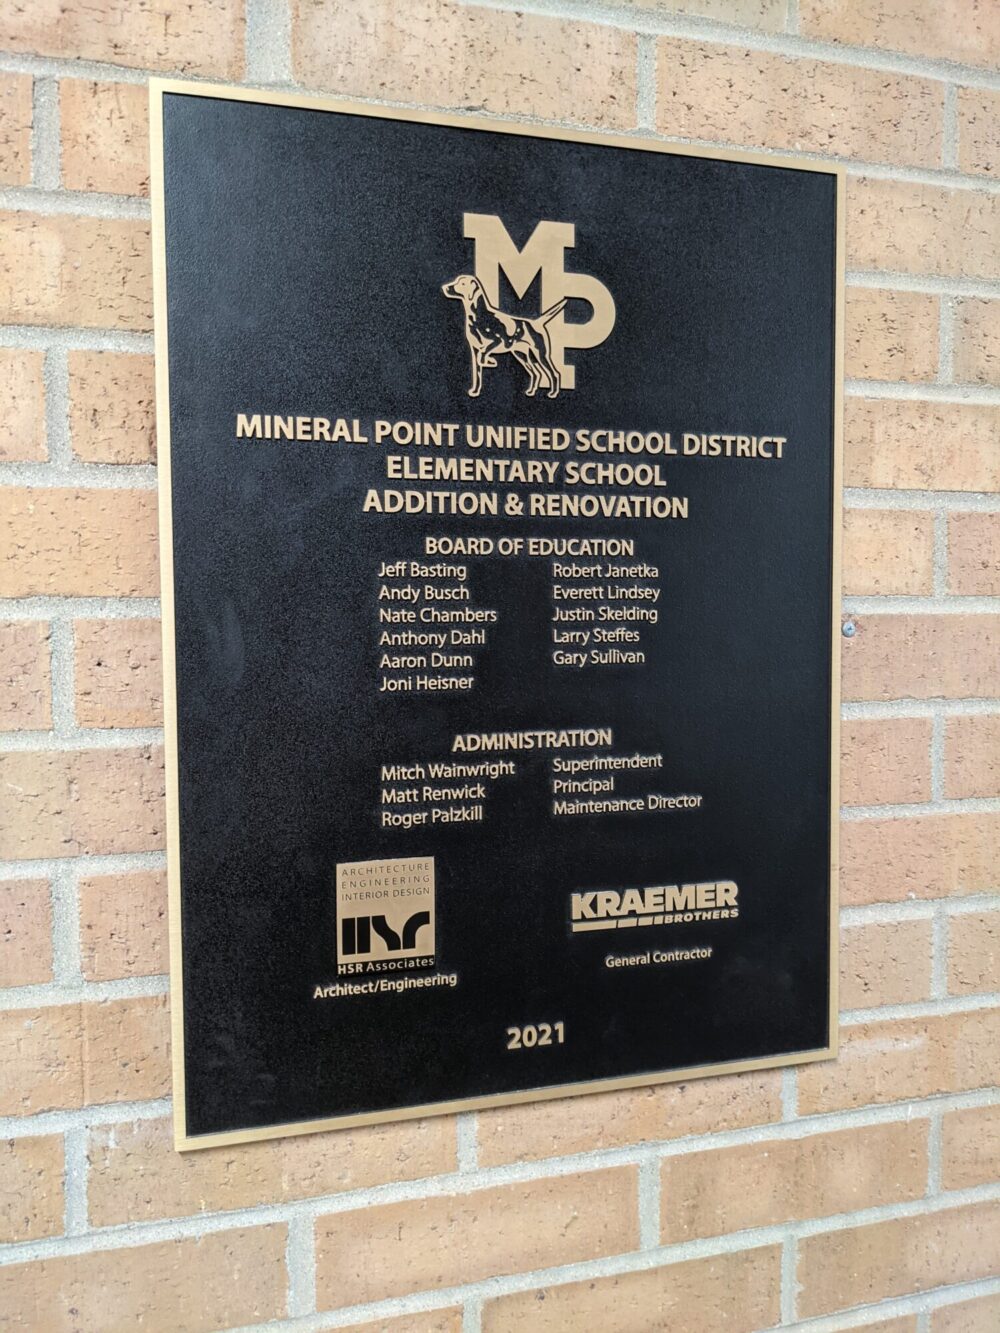 MP
MINERAL POINT UNIFIED SCHOOL DISTRICT
ELEMENTARY SCHOOL
ADDITION & RENOVATION
BOARD OF EDUCATION
Jeff Basting
Andy Busch
Nate Chambers
Anthony Dahl
Aaron Dunn
Joni Heisner
Robert Janetka
Everett Lindsey
Justin Skelding
Larry Steffes
Gary Sullivan
ADMINISTRATION
Mitch Wainwright Superintendent
Matt Renwick Principal
Roger Palzkill Maintenance Director
ARCHITECTURE
ENGINEERING
INTERIOR DESIGN
HSR
HSR Associates
Architect/Engineering
KRAEMER
BROTHERS
General Contractor
2021